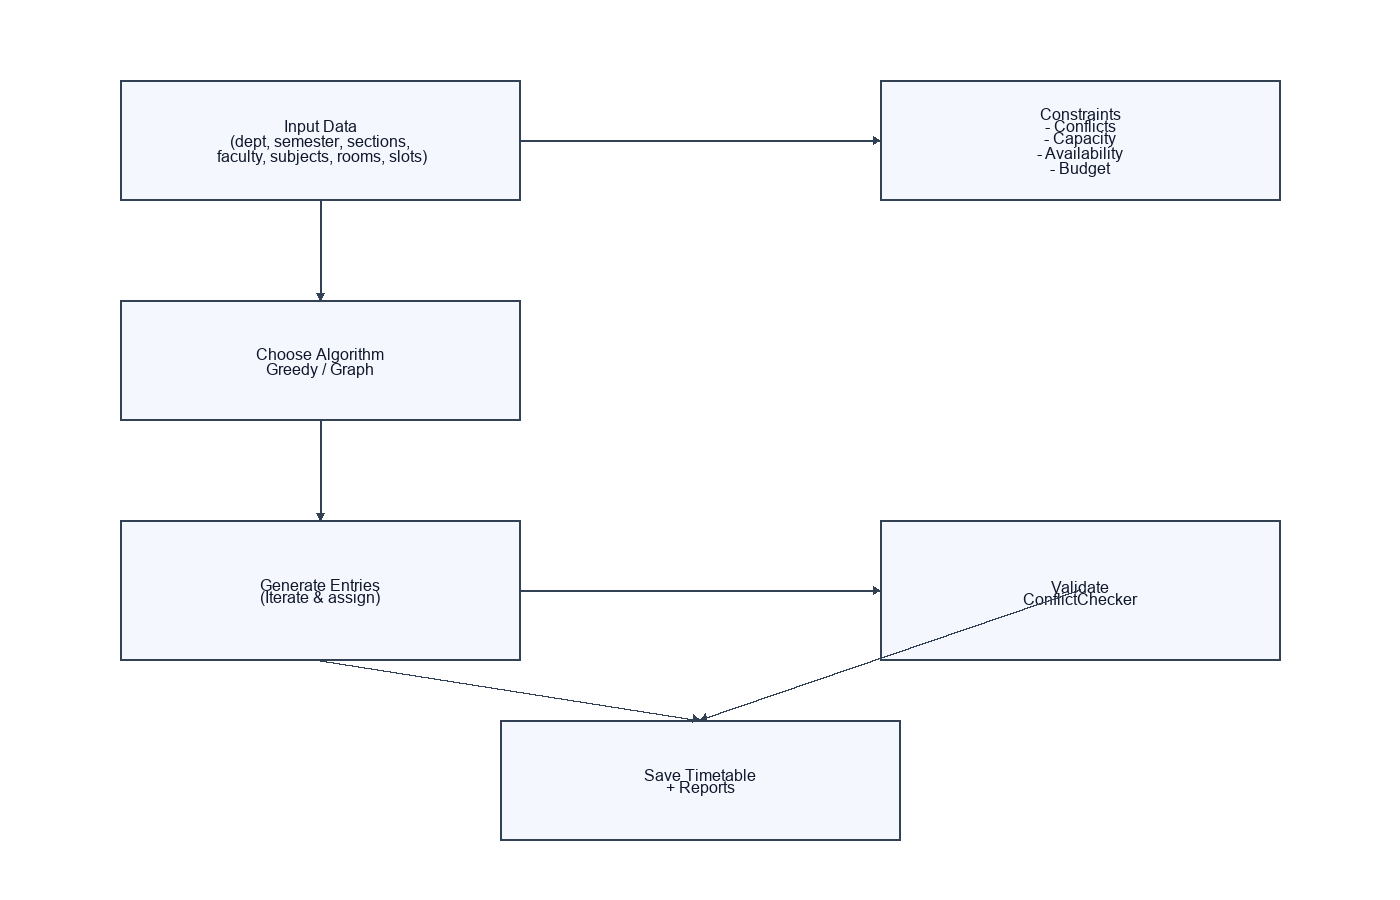 Input Data
(dept, semester, sections,
faculty, subjects, rooms, slots)
Constraints
- Conflicts
- Capacity
- Availability
- Budget
Choose Algorithm
Greedy / Graph
Generate Entries
(Iterate & assign)
Validate
ConflictChecker
Save Timetable
+ Reports